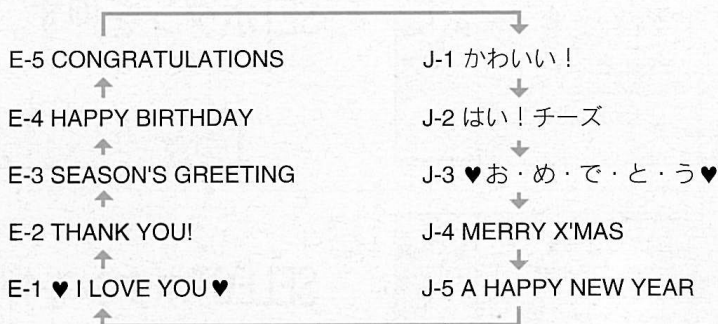 E-5 CONGRATULATIONS
E-4 HAPPY BIRTHDAY
E-3 SEASON'S GREETING
E-2 THANK YOU!
E-1 ♥ I LOVE YOU ♥
J-1 かわいい！
J-2 はい！チーズ
J-3 ♥お・め・で・と・う♥
J-4 MERRY X'MAS
J-5 A HAPPY NEW YEAR